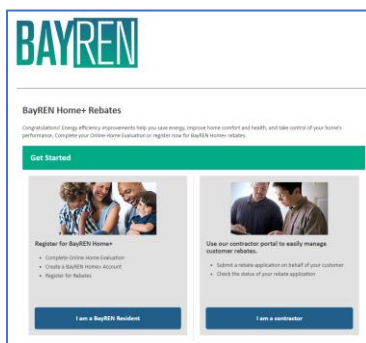 BAYREN
BayREN Home+ Rebates
Congratulations! Energy efficiency improvements help you save energy, improve home comfort and health, and take control of your home's
performance. Complete your Online Home Evaluation or register now for BayREN Home+ rebates.
Get Started
Register for BayREN Home+
• Complete Online Home Evaluation
• Create a BayREN Home+ Account
• Register for Rebates
I am a BayREN Resident
Use our contractor portal to easily manage
customer rebates.
• Submit a rebate application on behalf of your customer
• Check the status of your rebate application
I am a contractor